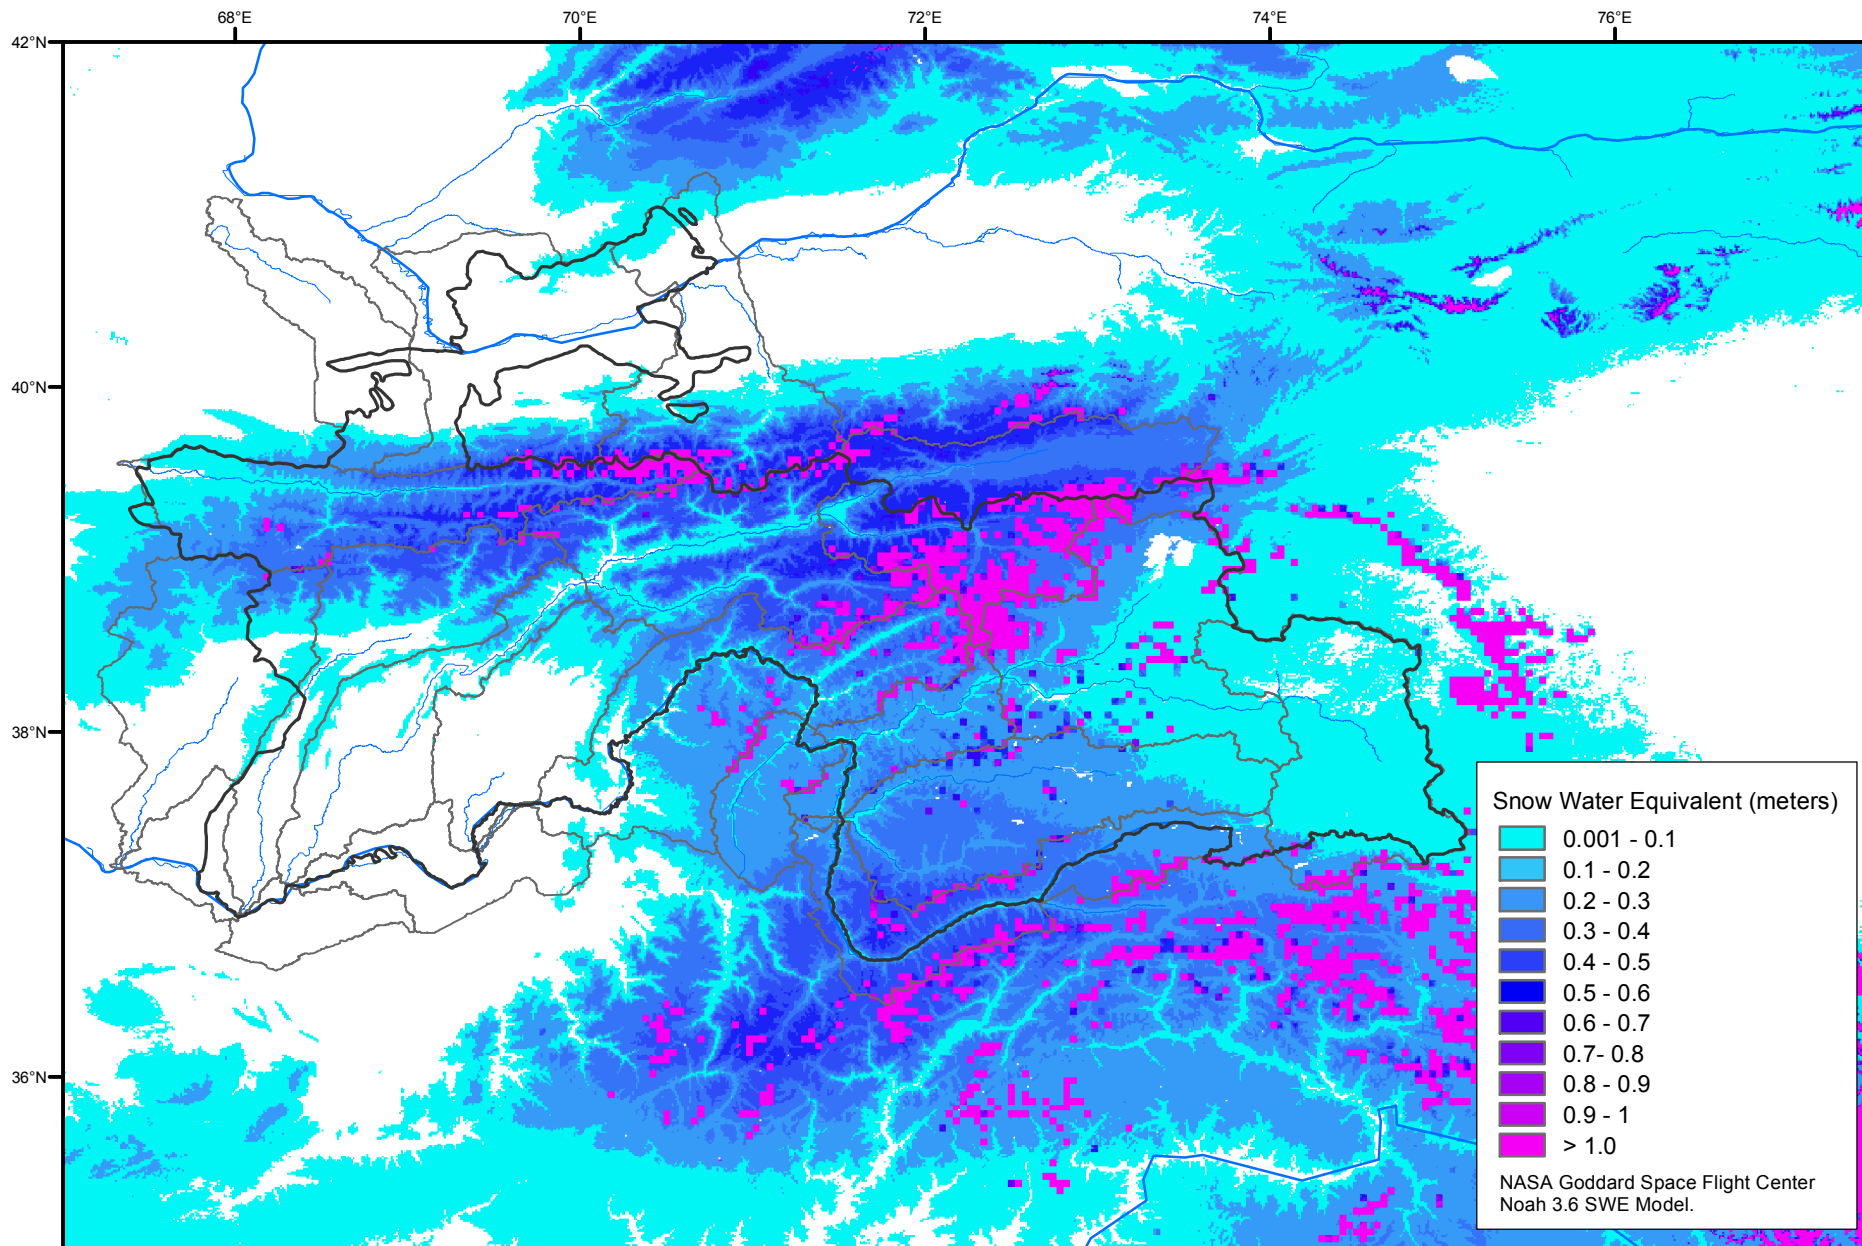 68°E 70°E 72°E 74°E 76°E
42°N
40°N
38°N
36°N
Snow Water Equivalent (meters)
0.001 - 0.1
0.1 - 0.2
0.2 - 0.3
0.3 - 0.4
0.4 - 0.5
0.5 - 0.6
0.6 - 0.7
0.7- 0.8
0.8 - 0.9
0.9 - 1
> 1.0
NASA Goddard Space Flight Center
Noah 3.6 SWE Model.